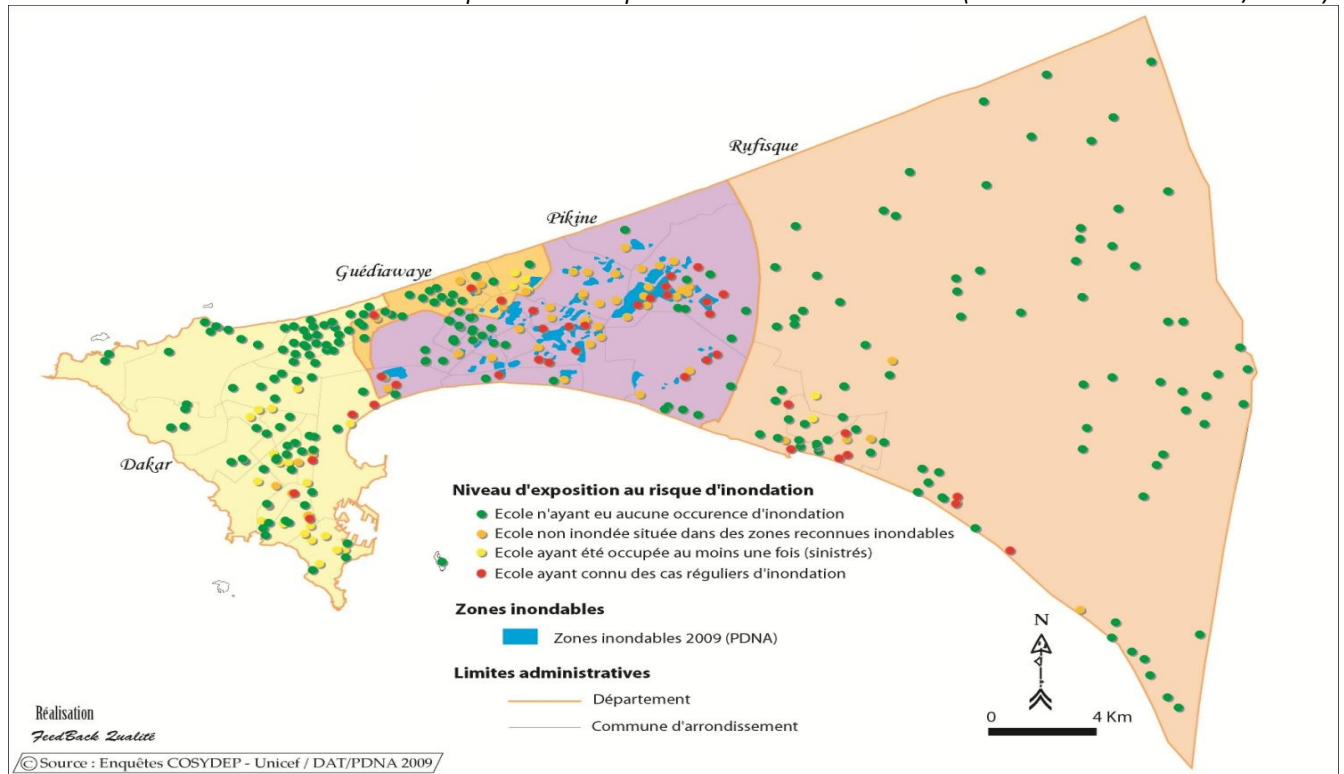 Rufisque
Pikine
Guédiawaye
Dakar
Niveau d'exposition au risque d'inondation
Ecole n'ayant eu aucune occurence d'inondation
Ecole non inondée située dans des zones reconnues inondables
Ecole ayant été occupée au moins une fois (sinistrés)
Ecole ayant connu des cas réguliers d'inondation
Zones inondables
Zones inondables 2009 (PDNA)
Limites administratives
Département
Commune d'arrondissement
N
0 4 Km
Réalisation
FeedBack Qualité
© Source : Enquêtes COSYDEP - Unicef / DAT/PDNA 2009